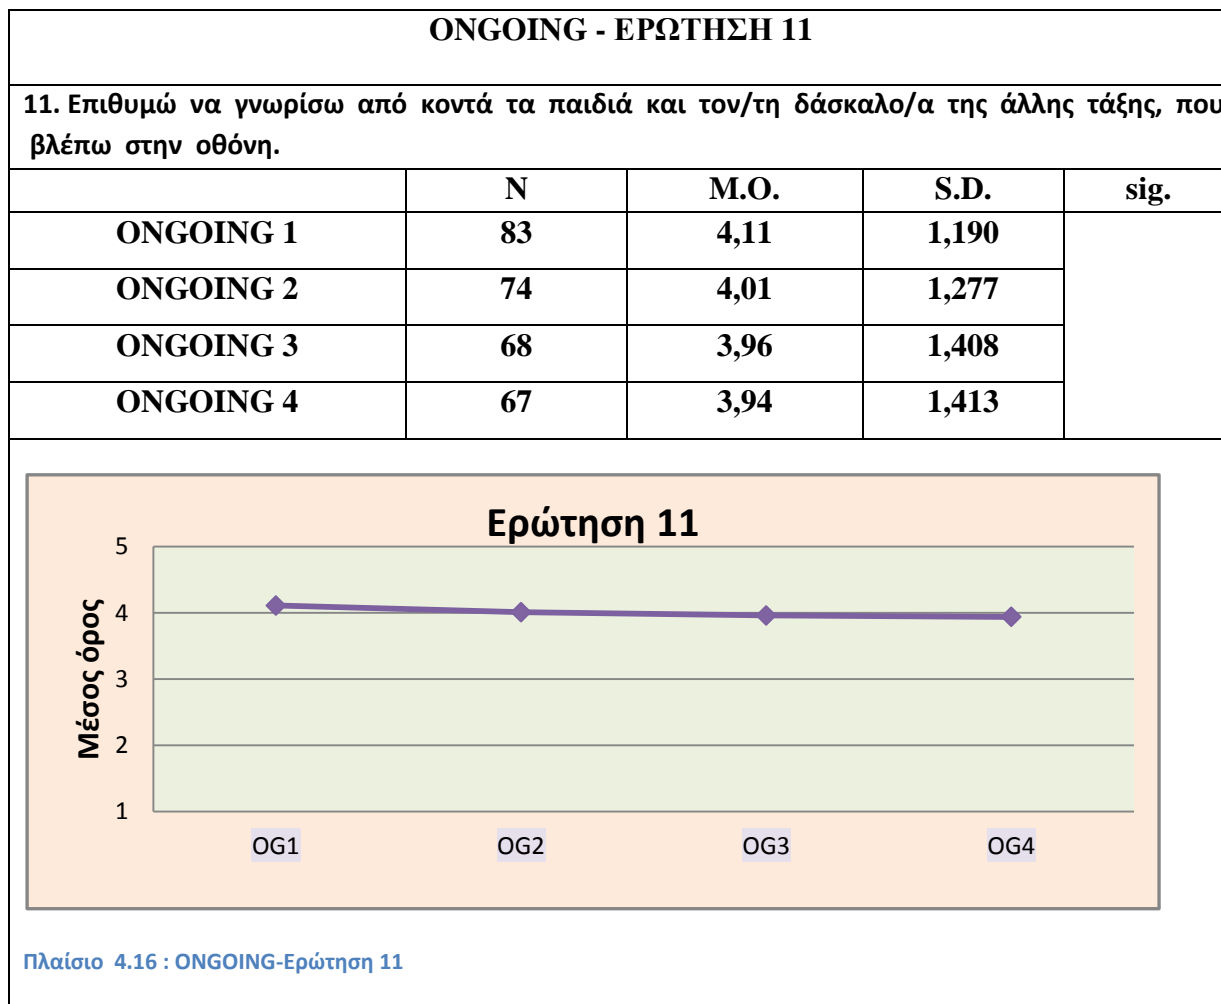 ONGOING - ΕΡΩΤΗΣΗ 11
11. Επιθυμώ να γνωρίσω από κοντά τα παιδιά και τον/τη δάσκαλο/α της άλλης τάξης, που
βλέπω στην οθόνη.
N M.O. S.D. sig.
ONGOING 1 83 4,11 1,190
ONGOING 2 74 4,01 1,277
ONGOING 3 68 3,96 1,408
ONGOING 4 67 3,94 1,413
Ερώτηση 11
Μέσος όρος
5
4
3
2
1
OG1 OG2 OG3 OG4
Πλαίσιο 4.16 : ONGOING-Ερώτηση 11